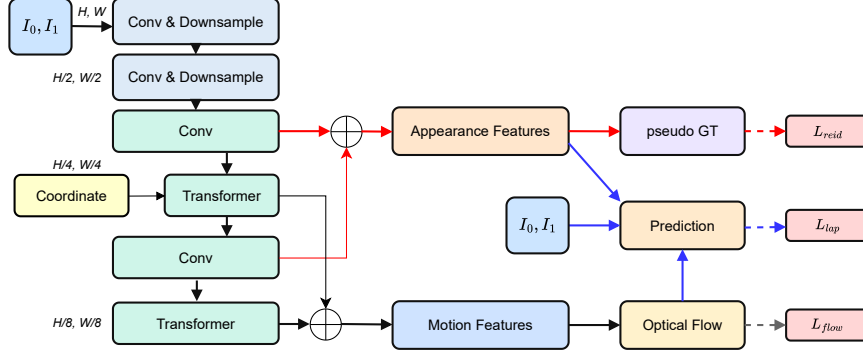 I₀, I₁
H, W
Conv & Downsample
H/2, W/2
Conv & Downsample
Conv
Appearance Features
pseudo GT
L_reid
H/4, W/4
Coordinate
Transformer
I₀, I₁
Prediction
L_lap
Conv
H/8, W/8
Transformer
Motion Features
Optical Flow
L_flow